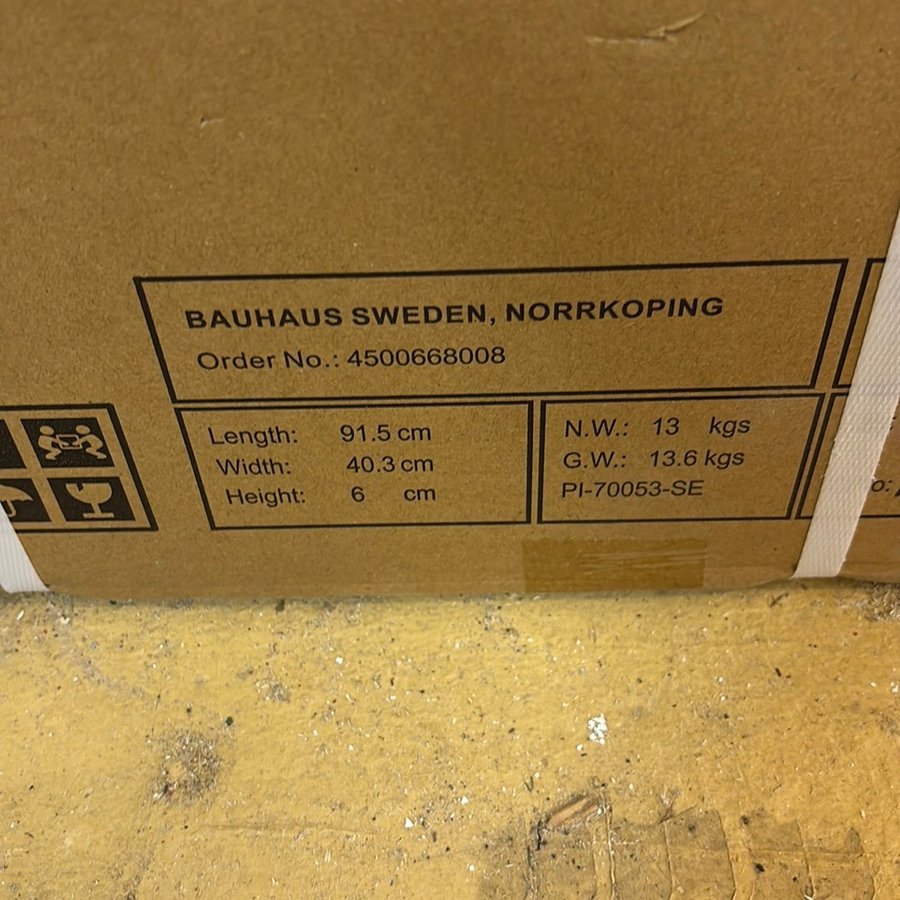 BAUHAUS SWEDEN, NORRKOPING
Order No.: 4500668008
Length: 91.5 cm
Width: 40.3 cm
Height: 6 cm
N.W.: 13 kgs
G.W.: 13.6 kgs
PI-70053-SE
o: